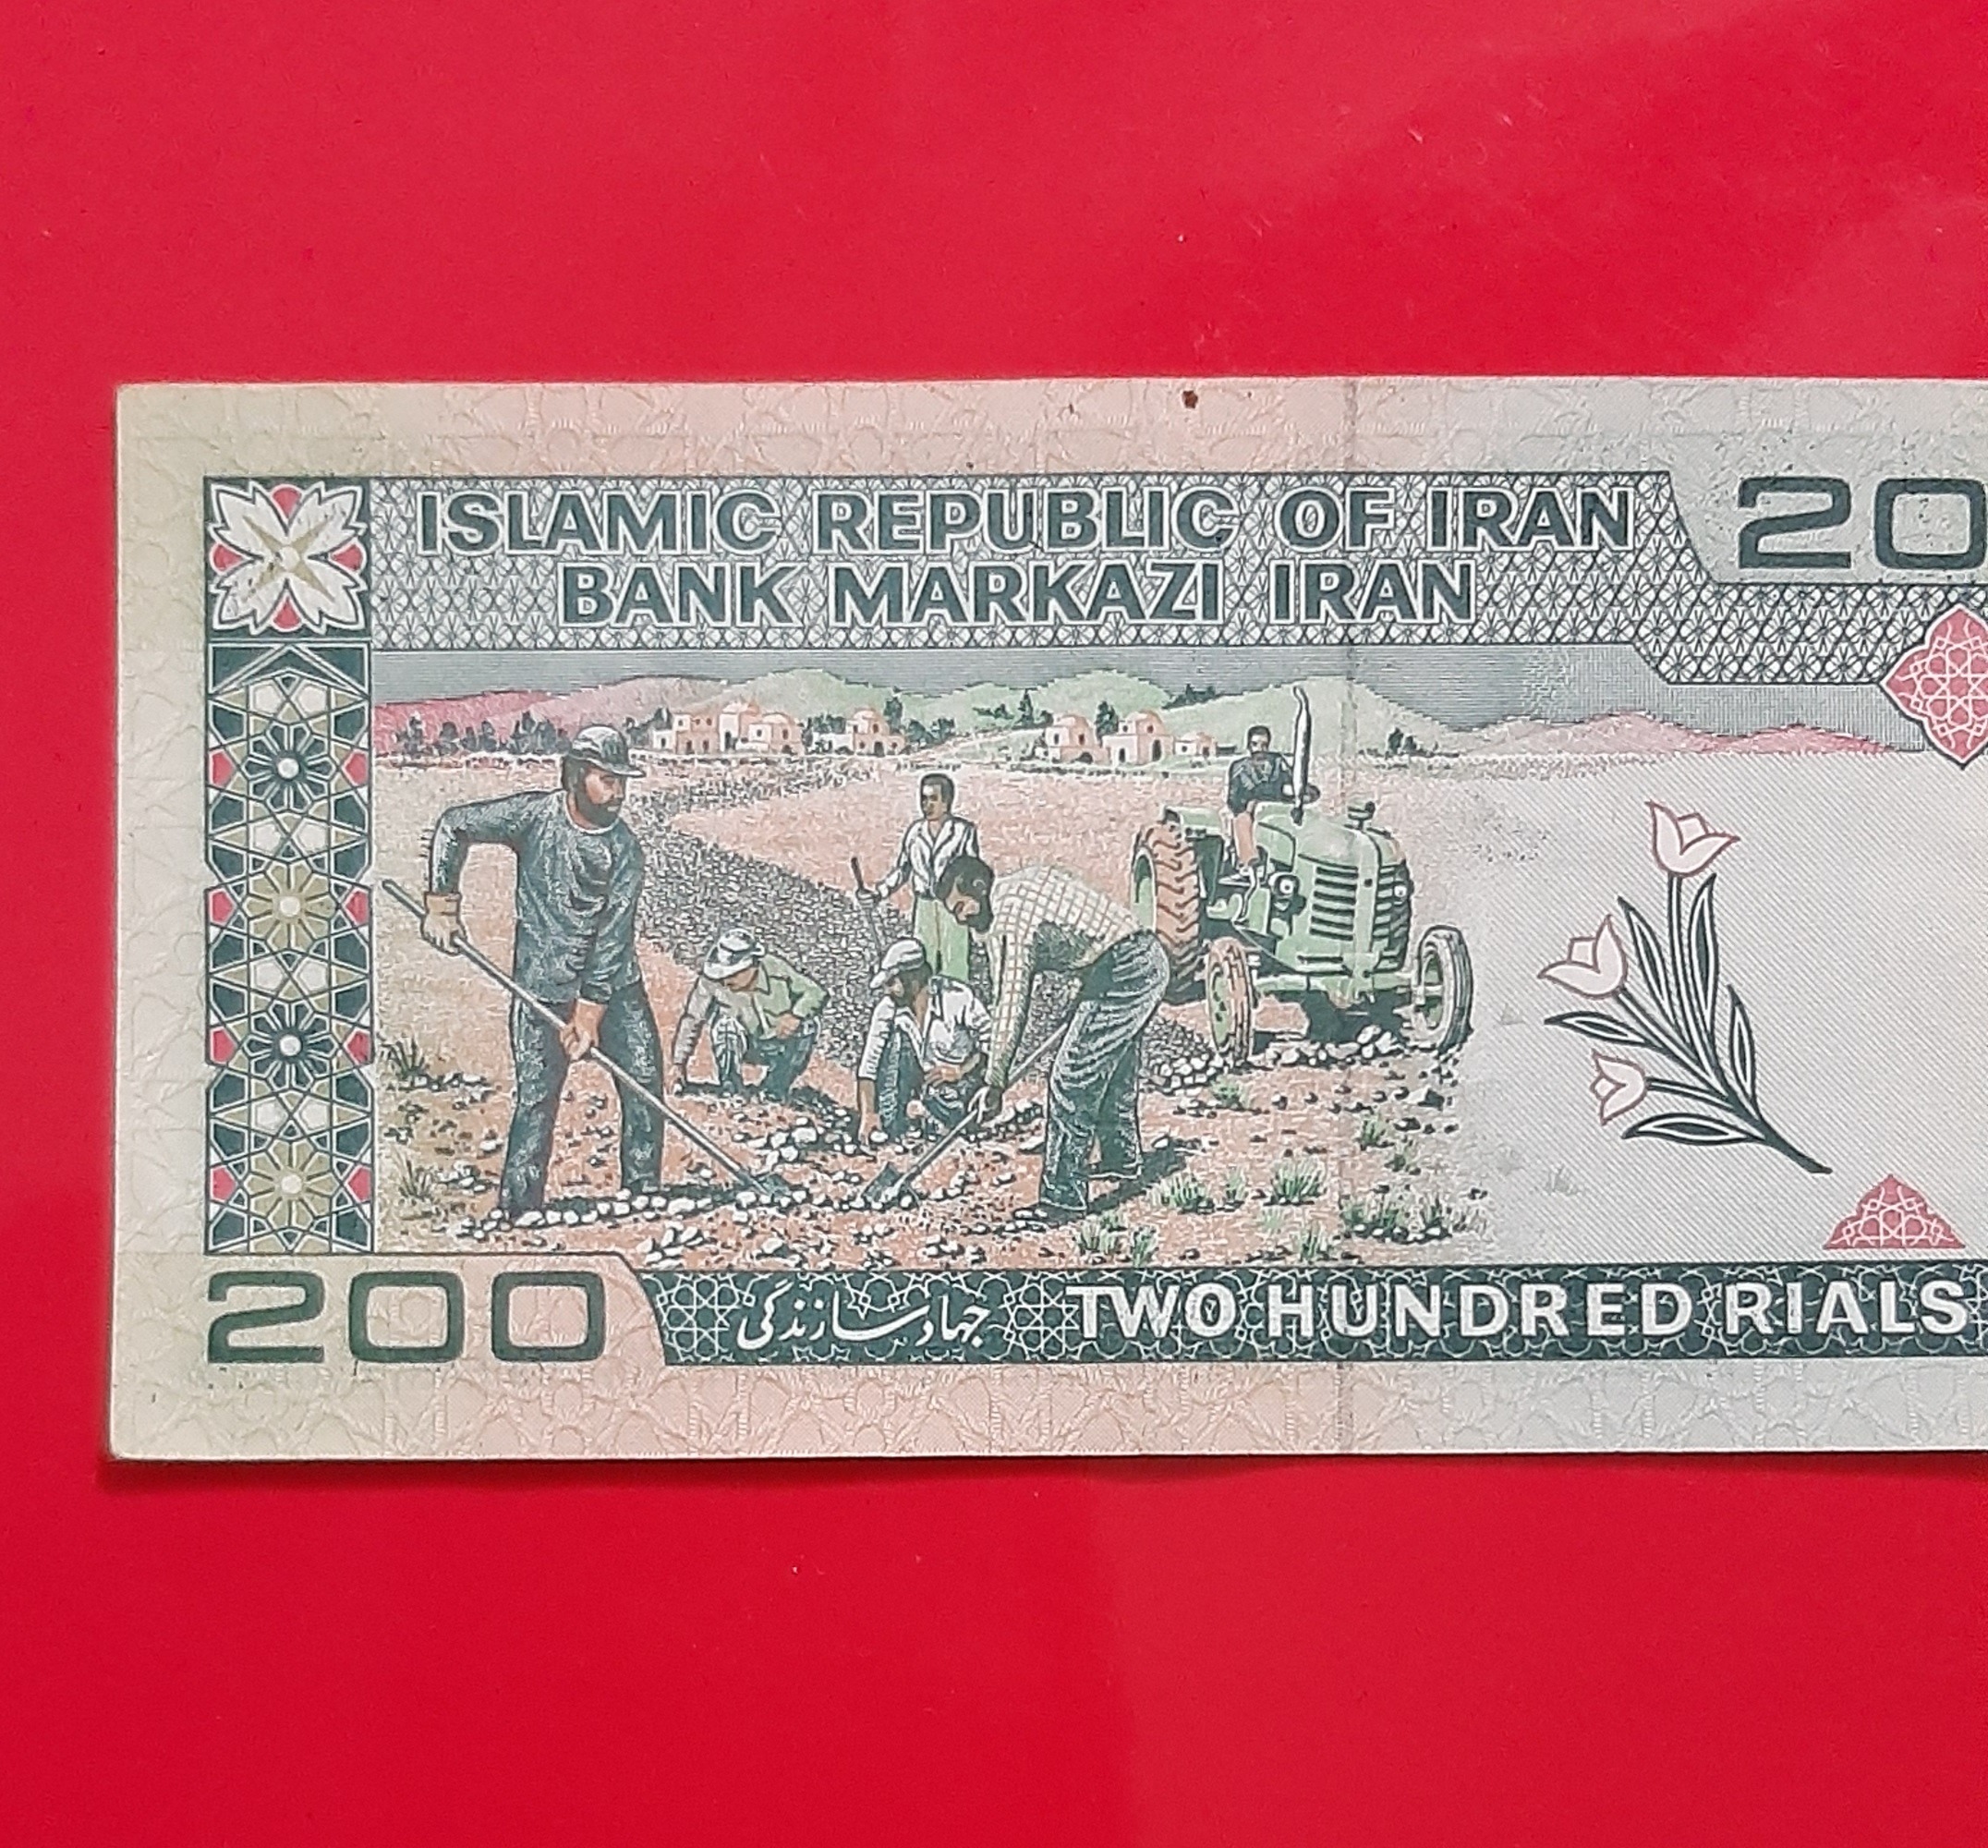 ISLAMIC REPUBLIC OF IRAN
20
BANK MARKAZI IRAN
200
جهاد سازندگی
TWO HUNDRED RIALS